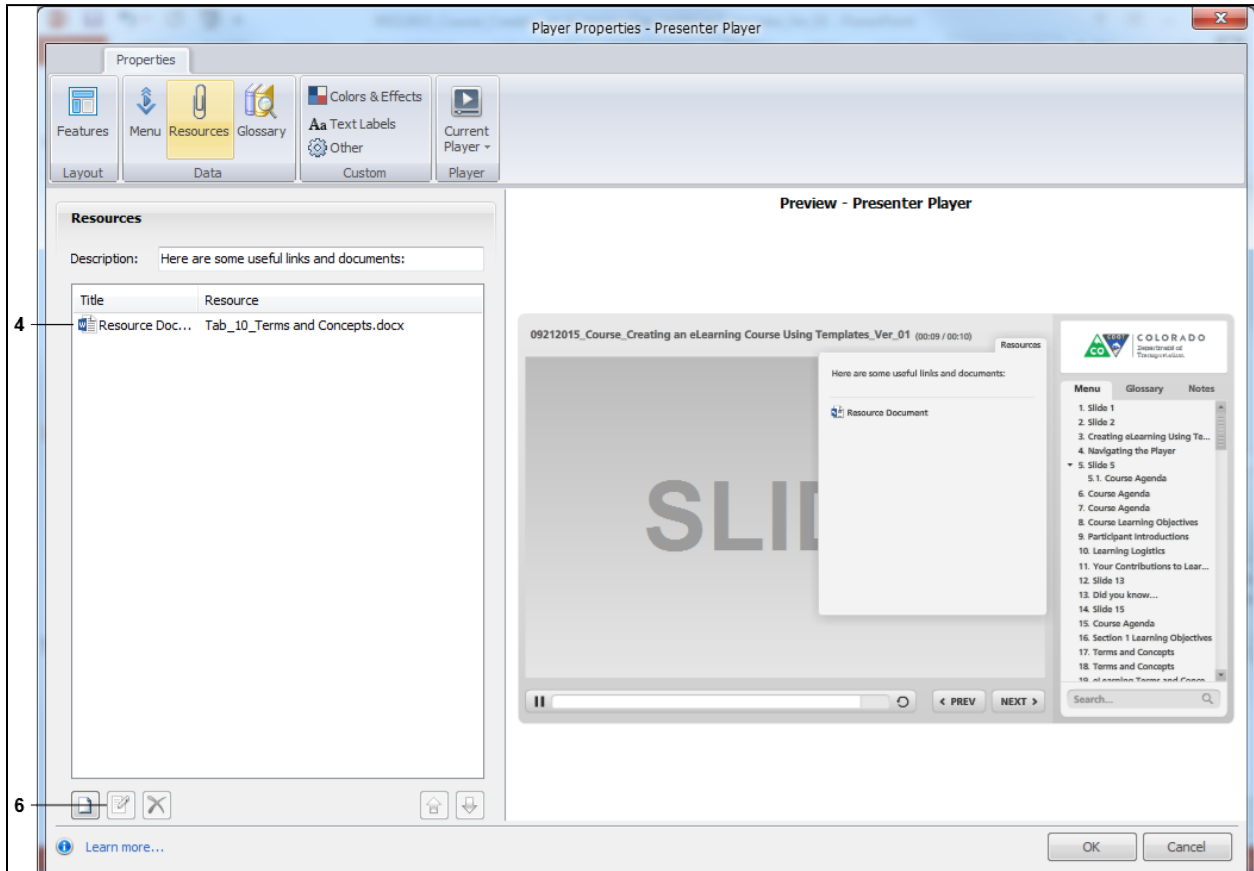 Player Properties - Presenter Player
Properties
Features
Menu
Resources
Glossary
Colors & Effects
Aa Text Labels
Other
Current
Player
Layout
Data
Custom
Player
Resources
Description:
Here are some useful links and documents:
Title
Resource
4
Resource Doc...
Tab_10_Terms and Concepts.docx
6
Learn more...
Preview - Presenter Player
09212015_Course_Creating an eLearning Course Using Templates_Ver_01 (00:09 / 00:10)
Resources
Here are some useful links and documents:
Resource Document
SLID
CO
COLORADO
Department of
Transportation
Menu
Glossary
Notes
1. Slide 1
2. Slide 2
3. Creating eLearning Using Te...
4. Navigating the Player
5. Slide 5
5.1. Course Agenda
6. Course Agenda
7. Course Agenda
8. Course Learning Objectives
9. Participant Introductions
10. Learning Logistics
11. Your Contributions to Lear...
12. Slide 13
13. Did you know...
14. Slide 15
15. Course Agenda
16. Section 1 Learning Objectives
17. Terms and Concepts
18. Terms and Concepts
19. eLearning Terms and Conce...
Search...
< PREV
NEXT >
OK
Cancel